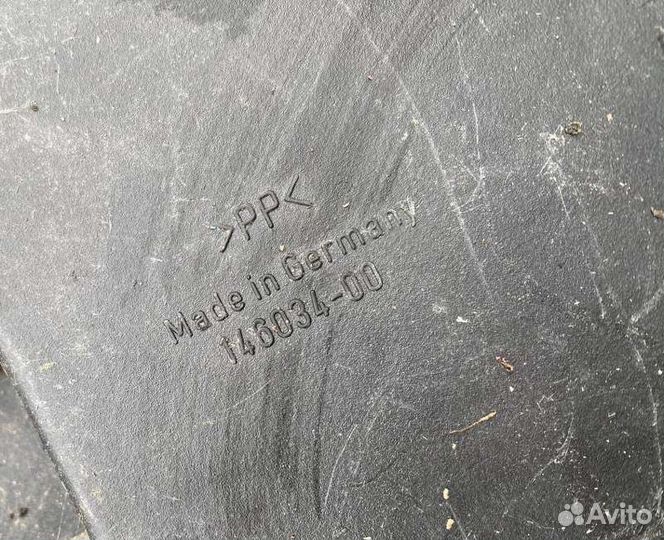 >PP<
Made in Germany
146034-00
Avito